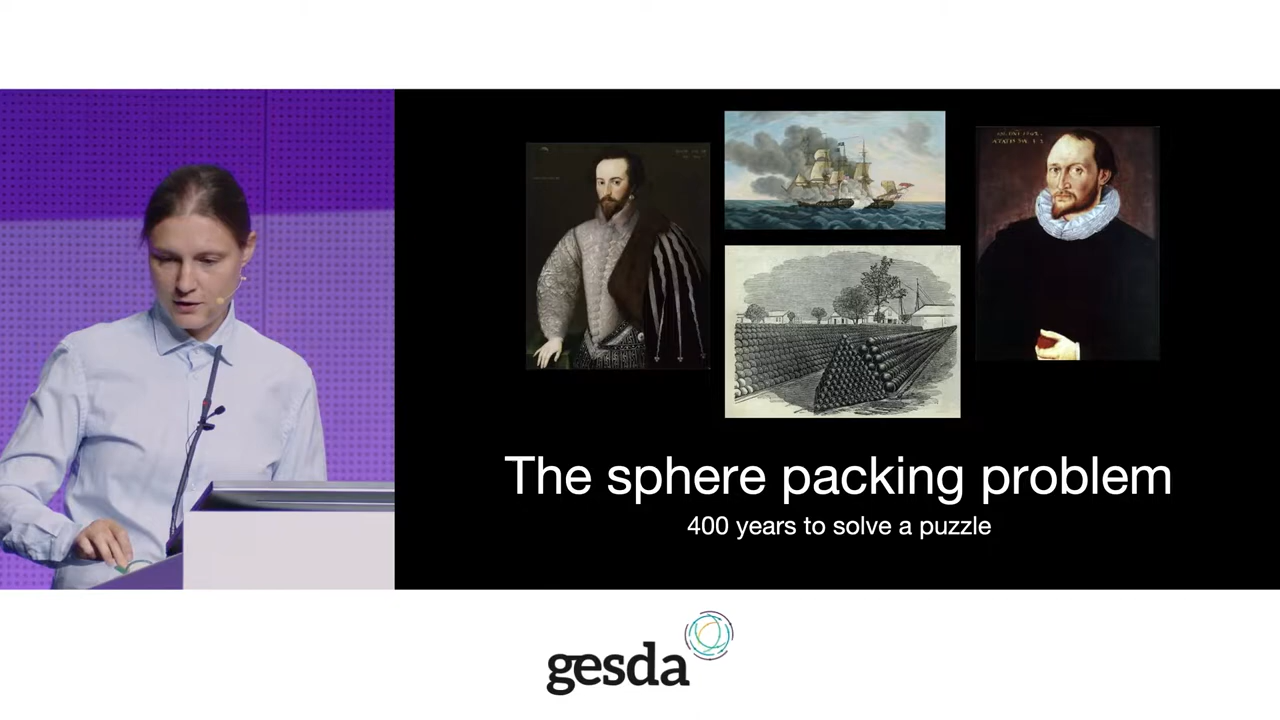 The sphere packing problem
400 years to solve a puzzle
gesda